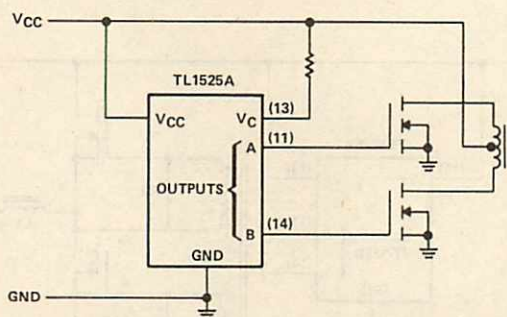 VCC
TL1525A
VCC
VC
(13)
A
(11)
OUTPUTS
B
(14)
GND
GND